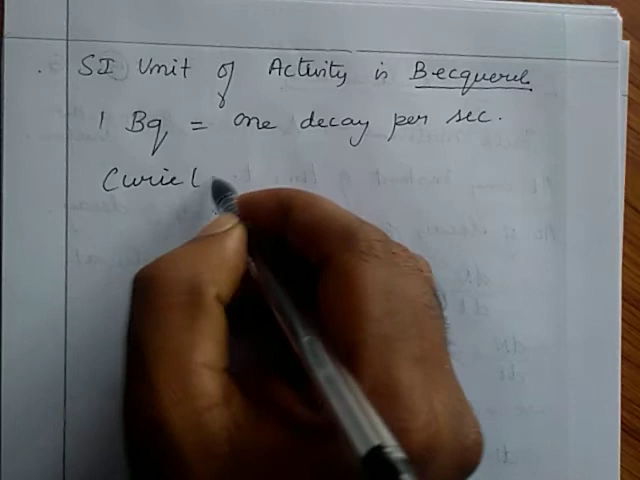 . SI Unit of Activity is Becquerel
1 Bq = one decay per sec.
Curie (